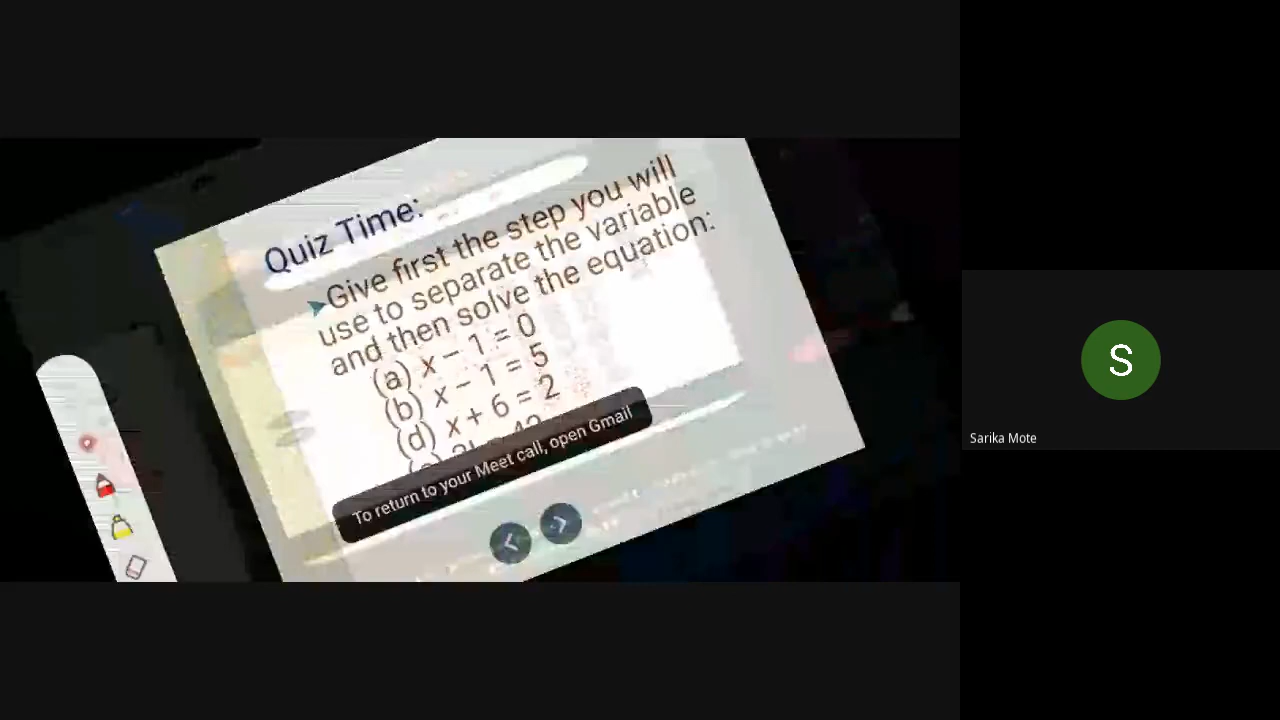 Quiz Time:
Give first the step you will
use to separate the variable
and then solve the equation:
(a) x − 1 = 0
(b) x − 1 = 5
(d) x + 6 = 2
To return to your Meet call, open Gmail
S
Sarika Mote